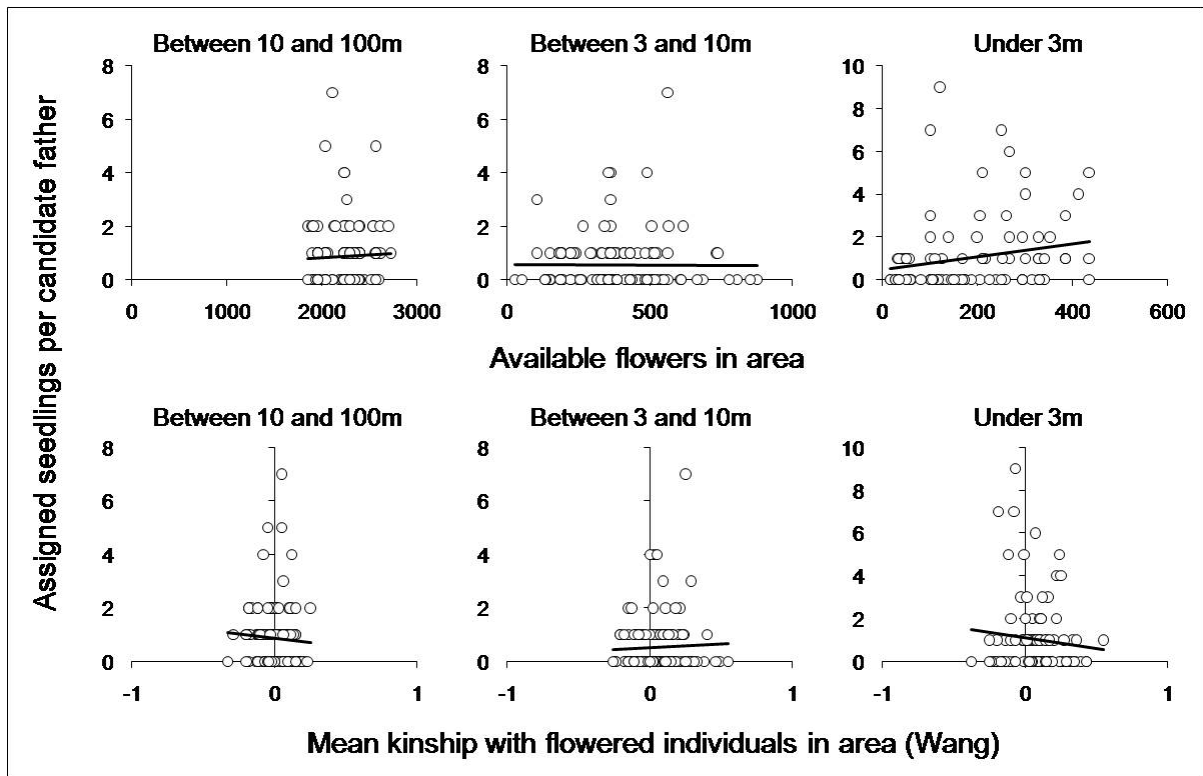 Assigned seedlings per candidate father
Between 10 and 100m
8
6
4
2
0
0 1000 2000 3000
Between 3 and 10m
8
6
4
2
0
0 500 1000
Under 3m
10
8
6
4
2
0
0 200 400 600
Available flowers in area
Between 10 and 100m
8
6
4
2
0
-1 0 1
Between 3 and 10m
8
6
4
2
0
-1 0 1
Under 3m
10
8
6
4
2
0
-1 0 1
Mean kinship with flowered individuals in area (Wang)